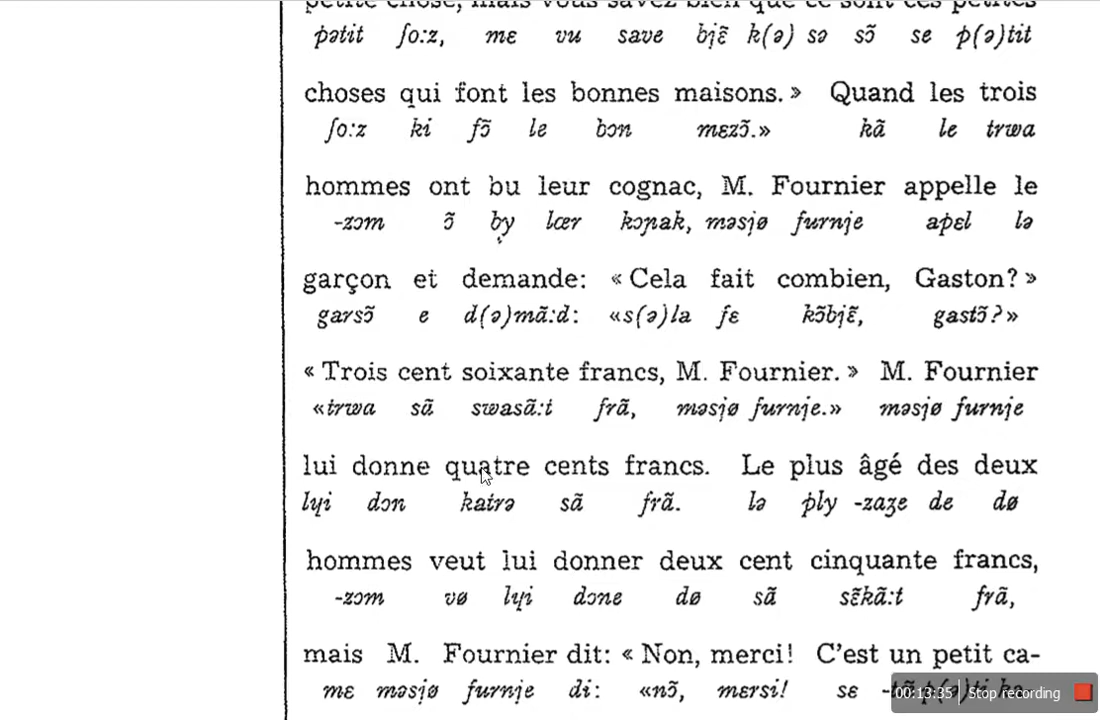 petite chose, mais vous savez bien que ce sont ces petites
pətit ʃo:z, mɛ vu save bjɛ̃ k(ə) sə sɔ̃ se p(ə)tit
choses qui font les bonnes maisons. » Quand les trois
ʃo:z ki fɔ̃ le bɔn mɛzɔ̃.» kɑ̃ le trwa
hommes ont bu leur cognac, M. Fournier appelle le
-zɔm ɔ̃ by lœr kɔɲak, məsjø furnje apɛl lə
garçon et demande: « Cela fait combien, Gaston? »
garsɔ̃ e d(ə)mɑ̃:d: «s(ə)la fɛ kɔ̃bjɛ̃, gastɔ̃?»
« Trois cent soixante francs, M. Fournier. » M. Fournier
«trwa sɑ̃ swasɑ̃:t frɑ̃, məsjø furnje.» məsjø furnje
lui donne quatre cents francs. Le plus âgé des deux
lɥi dɔn katrə sɑ̃ frɑ̃. lə ply -zaʒe de dø
hommes veut lui donner deux cent cinquante francs,
-zɔm vø lɥi dɔne dø sɑ̃ sɛ̃kɑ̃:t frɑ̃,
mais M. Fournier dit: « Non, merci! C'est un petit ca-
mɛ məsjø furnje di: «nɔ̃, mɛrsi! sɛ
00:13:35 Stop recording